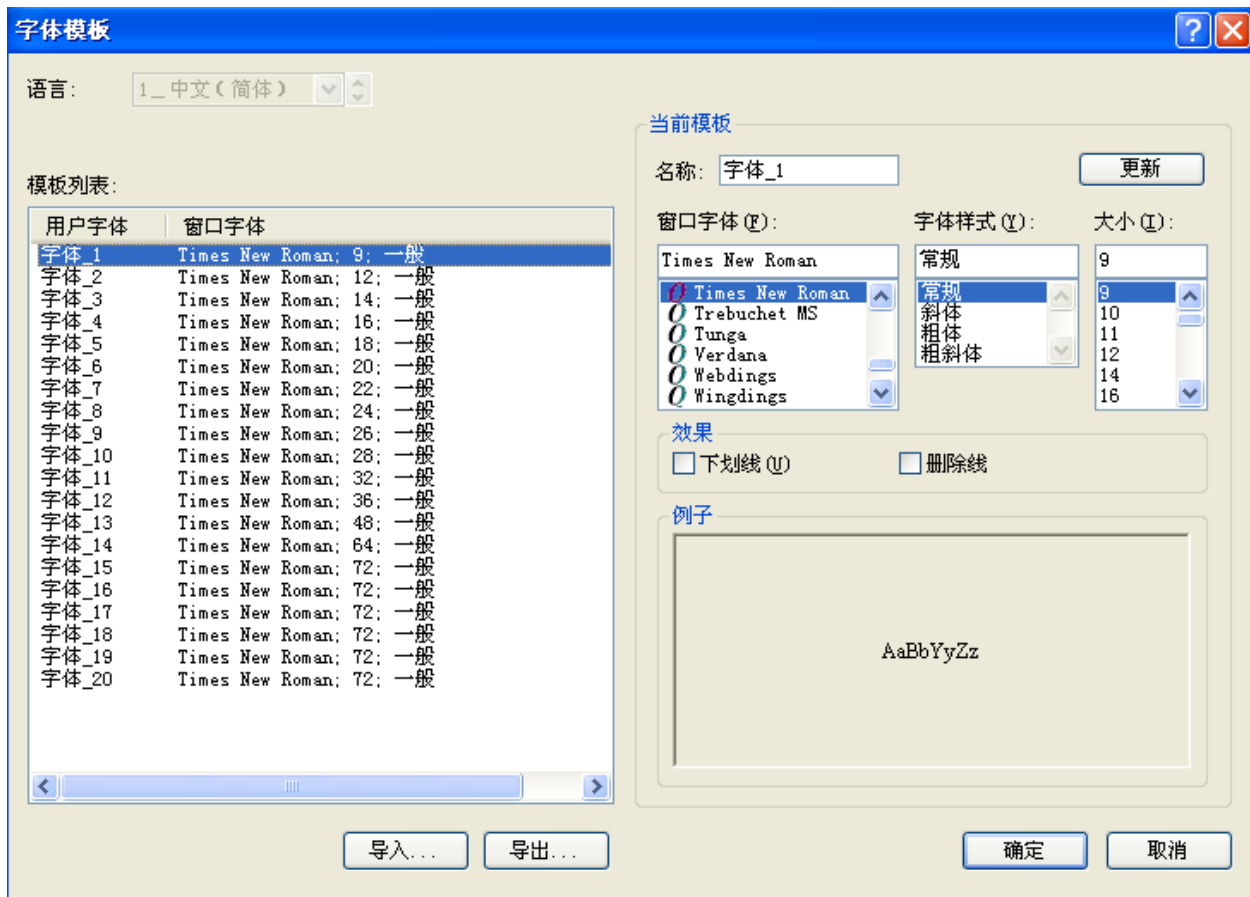 字体模板
语言: 1_中文(简体)
模板列表:
用户字体 窗口字体
字体_1 Times New Roman; 9; 一般
字体_2 Times New Roman; 12; 一般
字体_3 Times New Roman; 14; 一般
字体_4 Times New Roman; 16; 一般
字体_5 Times New Roman; 18; 一般
字体_6 Times New Roman; 20; 一般
字体_7 Times New Roman; 22; 一般
字体_8 Times New Roman; 24; 一般
字体_9 Times New Roman; 26; 一般
字体_10 Times New Roman; 28; 一般
字体_11 Times New Roman; 32; 一般
字体_12 Times New Roman; 36; 一般
字体_13 Times New Roman; 48; 一般
字体_14 Times New Roman; 64; 一般
字体_15 Times New Roman; 72; 一般
字体_16 Times New Roman; 72; 一般
字体_17 Times New Roman; 72; 一般
字体_18 Times New Roman; 72; 一般
字体_19 Times New Roman; 72; 一般
字体_20 Times New Roman; 72; 一般
当前模板
名称: 字体_1 更新
窗口字体(F): 字体样式(Y): 大小(I):
Times New Roman 常规 9
Times New Roman 常规 9
Trebuchet MS 斜体 10
Tunga 粗体 11
Verdana 粗斜体 12
Webdings 14
Wingdings 16
效果
下划线(U) 删除线
例子
AaBbYyZz
导入... 导出... 确定 取消